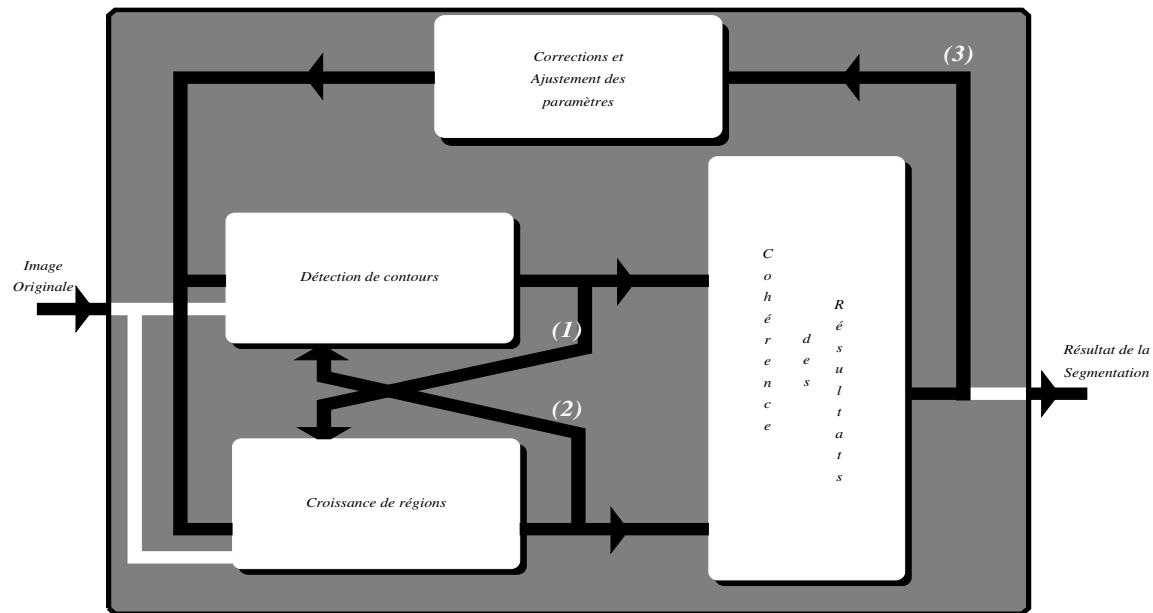 Corrections et
Ajustement des
paramètres
(3)
Image
Originale
Détection de contours
(1)
(2)
Croissance de régions
Cohérence
des
Résultats
Résultat de la
Segmentation